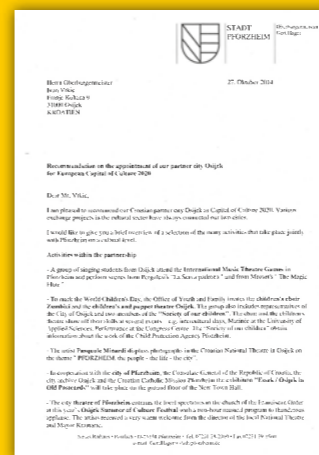 STADT
PFORZHEIM
Herrn Oberbürgermeister
Ivan Vrkic
31000 Osijek
KROATIEN
27. Oktober 2014
Recommendation on the appointment of our partner city Osijek
for European Capital of Culture 2020
Dear Mr. Vrkic,
I am pleased to recommend our Croatian partner city Osijek as Capital of Culture 2020. Various
exchange projects in the cultural sector have always connected our two cities.
I would like to give you a brief overview of a selection of the many activities that take place jointly
with Pforzheim on a cultural level.
Activities within the partnership
- A group of singing students from Osijek attend the International Music Theatre Games in
Pforzheim and perform scenes from Pergolesi's "La Serva padrona" and from Mozart's "The Magic
Flute"
- To mark the World Children's Day, the Office of Youth and Family invites the children's choir
Zumbići and the children's and puppet theatre Osijek. The group also includes representatives of
the City of Osijek and two members of the "Society of our children". The choir and the children's
theatre show off their skills at several events - e.g. intercultural days, Matinée at the University of
Applied Sciences, Performance at the Congress Centre. The "Society of our children" obtain
information about the work of the Child Protection Agency Pforzheim.
- The artist Pasquale Minardi displays photographs in the Croatian National Theatre in Osijek on
the theme "PFORZHEIM, the people - the life - the city".
- In cooperation with the city of Pforzheim, the Consulate General of the Republic of Croatia, the
city archive Osijek and the Croatian Catholic Mission Pforzheim the exhibition "Essek / Osijek in
Old Postcards" will take place on the ground floor of the New Town Hall.
- The city theatre of Pforzheim entertain the local spectators in the church of the Franciscan Order
at this year's Osijek Summer of Culture Festival with a two-hour musical program to thunderous
applause. The artists received a very warm welcome from the director of the local National Theatre
and Mayor